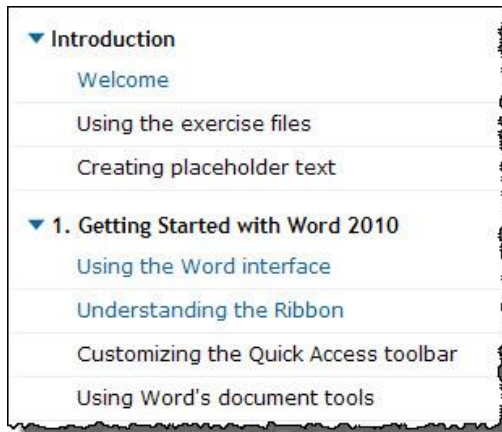 Introduction
Welcome
Using the exercise files
Creating placeholder text
1. Getting Started with Word 2010
Using the Word interface
Understanding the Ribbon
Customizing the Quick Access toolbar
Using Word's document tools